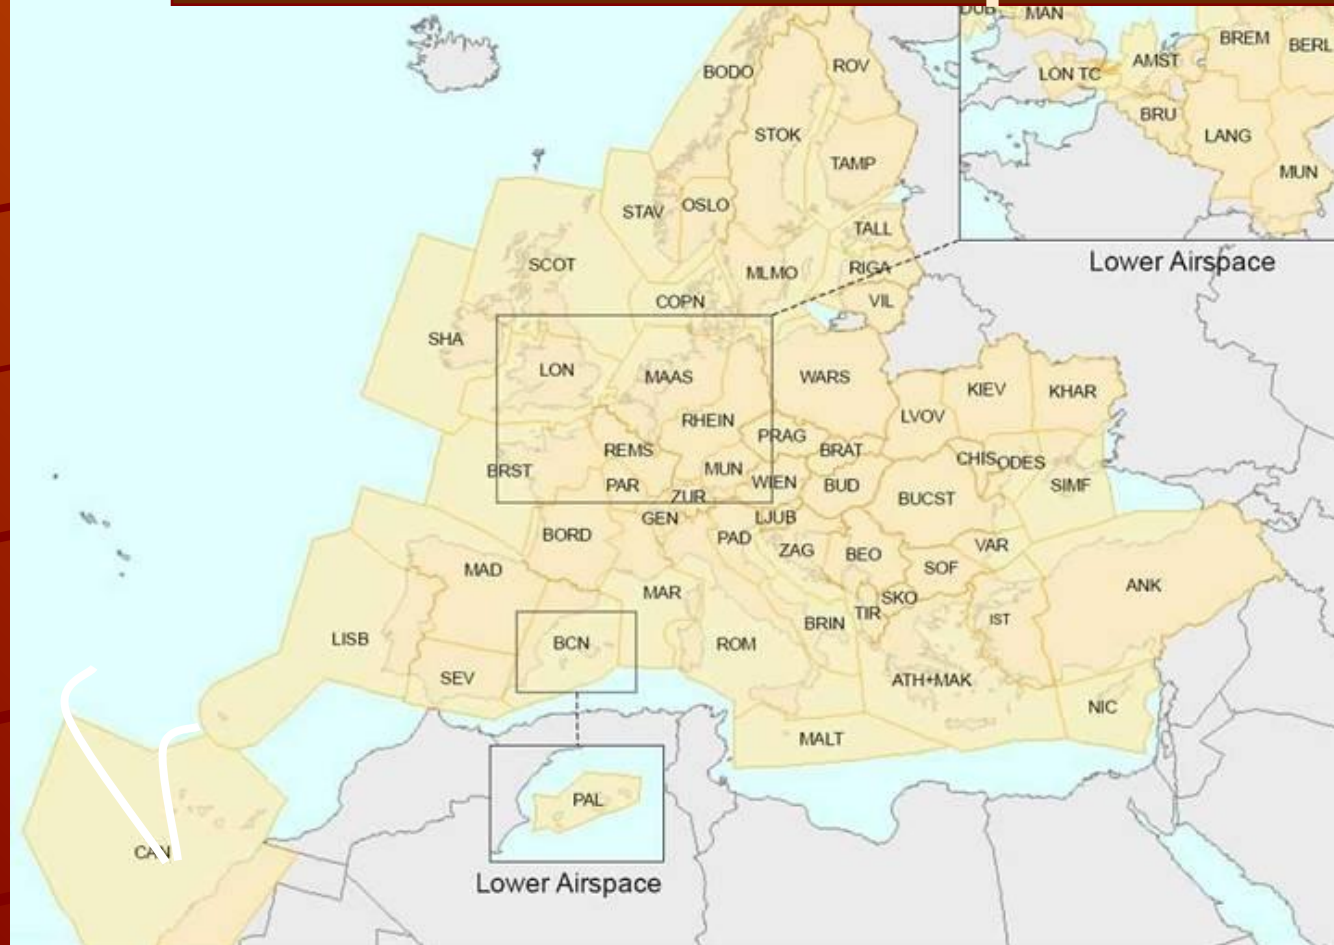 DUB
MAN
BREM
BERL
AMST
LON TC
BRU
LANG
MUN
Lower Airspace
BODO
ROV
STOK
TAMP
STAV
OSLO
TALL
SCOT
MLMO
RIGA
COPN
VIL
SHA
LON
MAAS
WARS
KIEV
KHAR
RHEIN
LVOV
PRAG
REMS
BRAT
CHIS
ODES
BRST
MUN
PAR
WIEN
BUD
SIMF
ZUR
BUCST
GEN
LJUB
BORD
PAD
ZAG
BEO
VAR
SOF
MAD
ANK
MAR
SKO
TIR
IST
BRIN
LISB
BCN
ROM
SEV
ATH+MAK
NIC
MALT
PAL
CAN
Lower Airspace